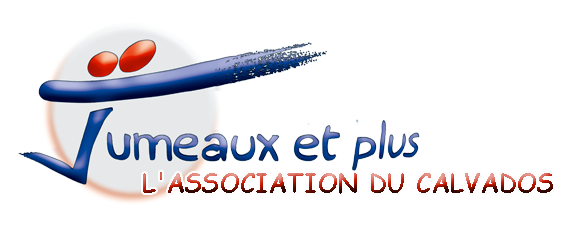 Jumeaux et plus
L'ASSOCIATION DU CALVADOS